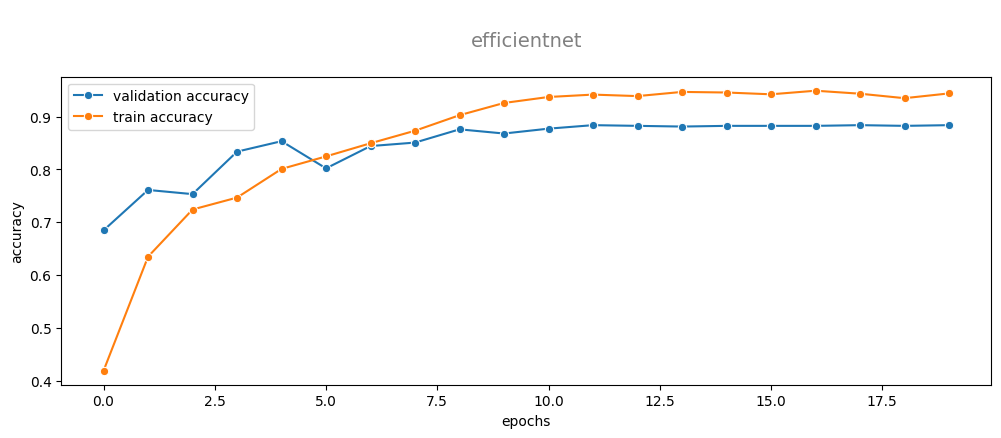 efficientnet
validation accuracy
train accuracy
accuracy
0.9
0.8
0.7
0.6
0.5
0.4
0.0 2.5 5.0 7.5 10.0 12.5 15.0 17.5
epochs